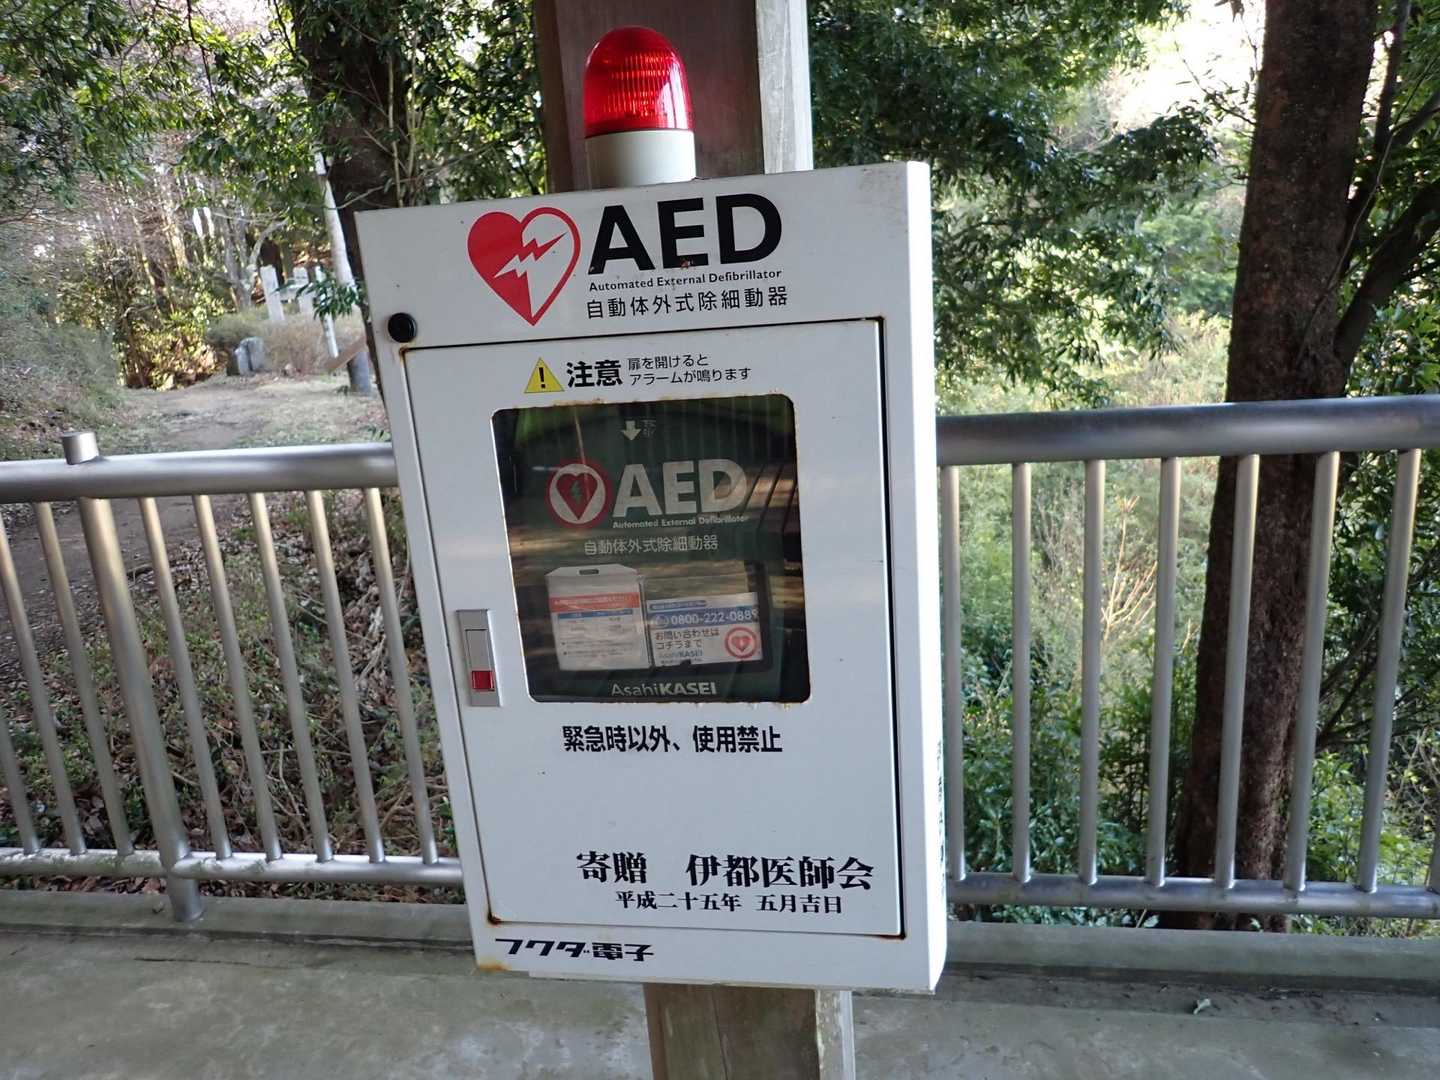 AED
Automated External Defibrillator
自動体外式除細動器
注意
扉を開けると
アラームが鳴ります
AED
Automated External Defibrillator
自動体外式除細動器
0800-222-0889
お問い合わせは
コチラまで
AsahiKASEI
AsahiKASEI
緊急時以外、使用禁止
寄贈 伊都医師会
平成二十五年 五月吉日
フクダ電子